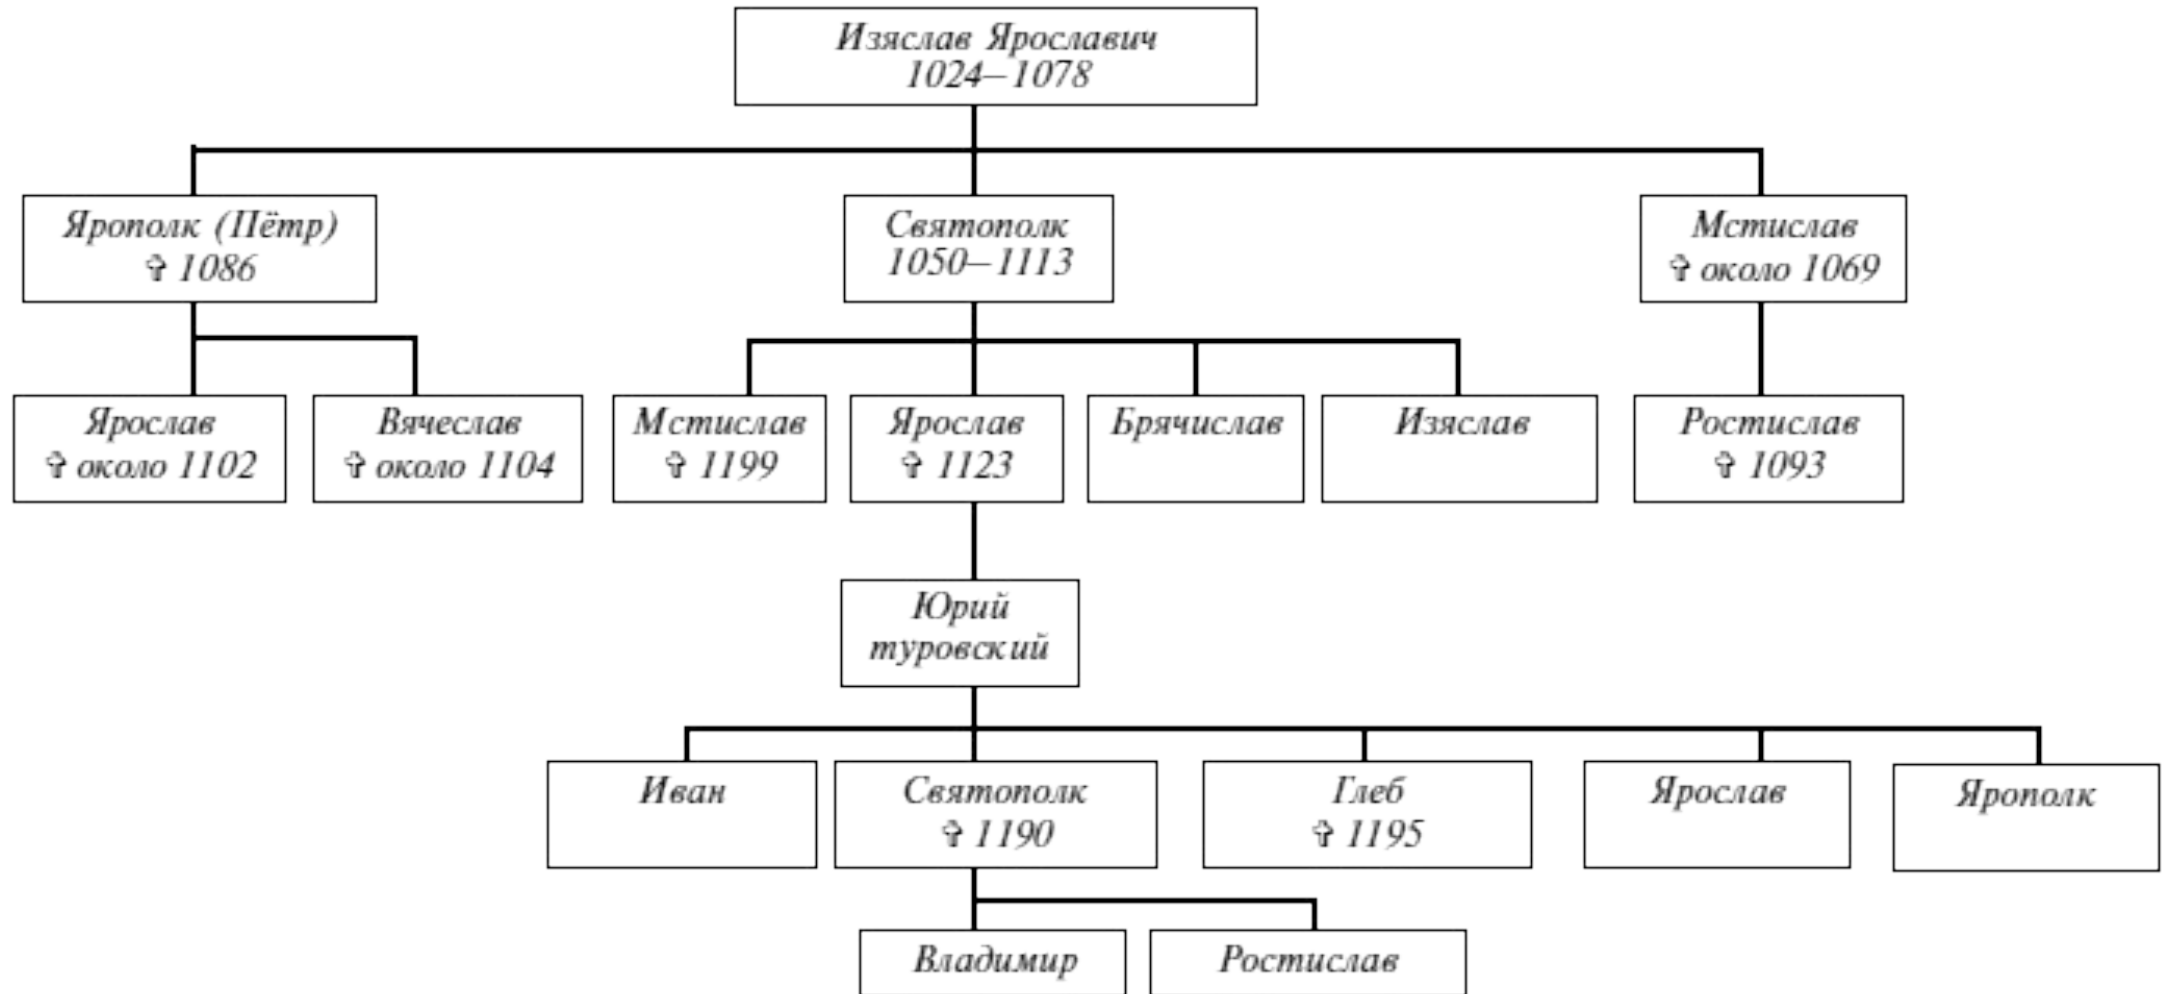 Изяслав Ярославич
1024–1078
Ярополк (Пётр)
✞ 1086
Святополк
1050–1113
Мстислав
✞ около 1069
Ярослав
✞ около 1102
Вячеслав
✞ около 1104
Мстислав
✞ 1199
Ярослав
✞ 1123
Брячислав
Изяслав
Ростислав
✞ 1093
Юрий
туровский
Иван
Святополк
✞ 1190
Глеб
✞ 1195
Ярослав
Ярополк
Владимир
Ростислав